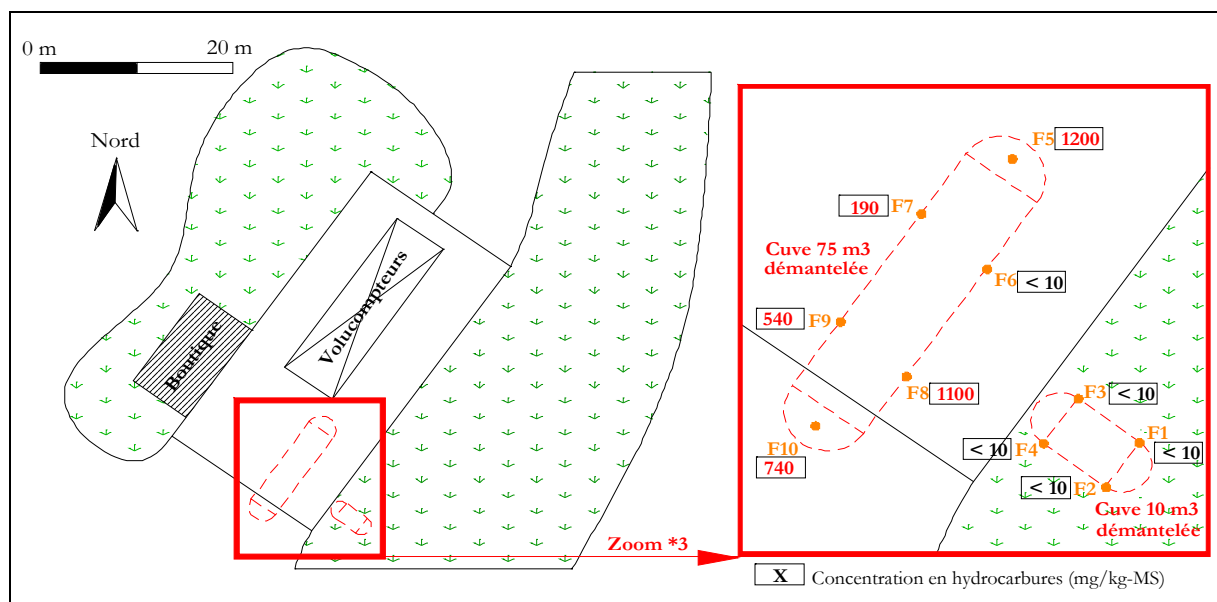 0 m
20 m
Nord
Boutique
Volucompteurs
Zoom *3
F5 1200
190 F7
Cuve 75 m3
démantelée
F6 < 10
540 F9
F8 1100
F3 < 10
F10
740
< 10 F4
F1
< 10
< 10 F2
Cuve 10 m3
démantelée
X Concentration en hydrocarbures (mg/kg-MS)